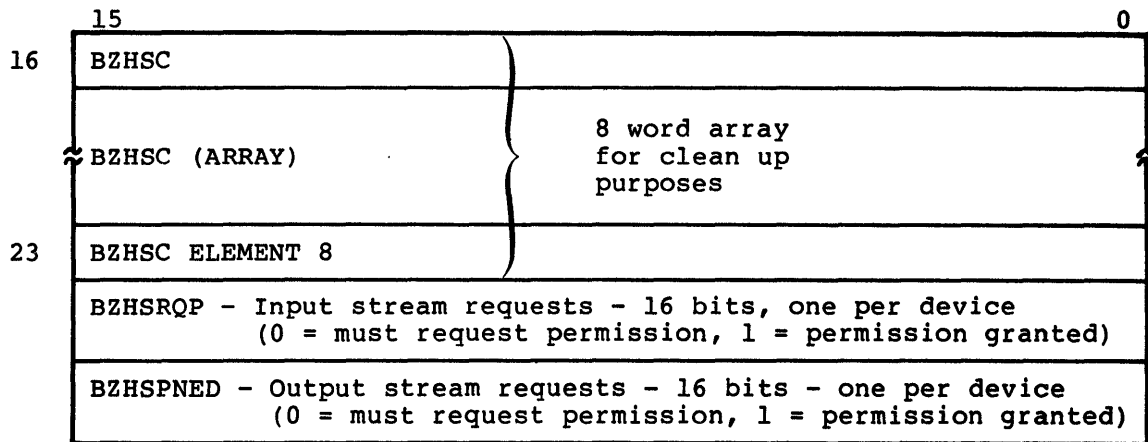 15 0
16 BZHSC
8 word array
BZHSC (ARRAY) for clean up
purposes
23 BZHSC ELEMENT 8
BZHSRQP - Input stream requests - 16 bits, one per device
(0 = must request permission, 1 = permission granted)
BZHSPNED - Output stream requests - 16 bits - one per device
(0 = must request permission, 1 = permission granted)